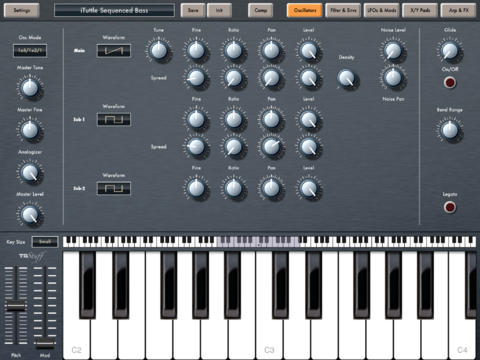 Settings
iTuttle Sequenced Bass
Save
Init
Comp
Oscillators
Filter & Envs
LFOs & Mods
X/Y Pads
Arp & FX
Osc Mode
Master Tune
Master Fine
Analogizer
Master Level
Main
Waveform
Tune
Fine
Ratio
Pan
Level
Noise Level
Spread
Density
Noise Pan
Sub 1
Waveform
Fine
Ratio
Pan
Level
Spread
Sub 2
Waveform
Fine
Ratio
Pan
Level
Glide
On/Off
Bend Range
Legato
Key Size
Small
Pitch
Mod
C2
C3
C4